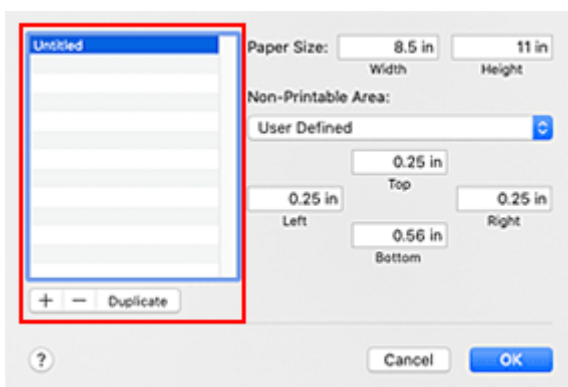 Untitled
Paper Size: 8.5 in 11 in
Width Height
Non-Printable Area:
User Defined
0.25 in
Top
0.25 in 0.25 in
Left Right
0.56 in
Bottom
+ − Duplicate
? Cancel OK